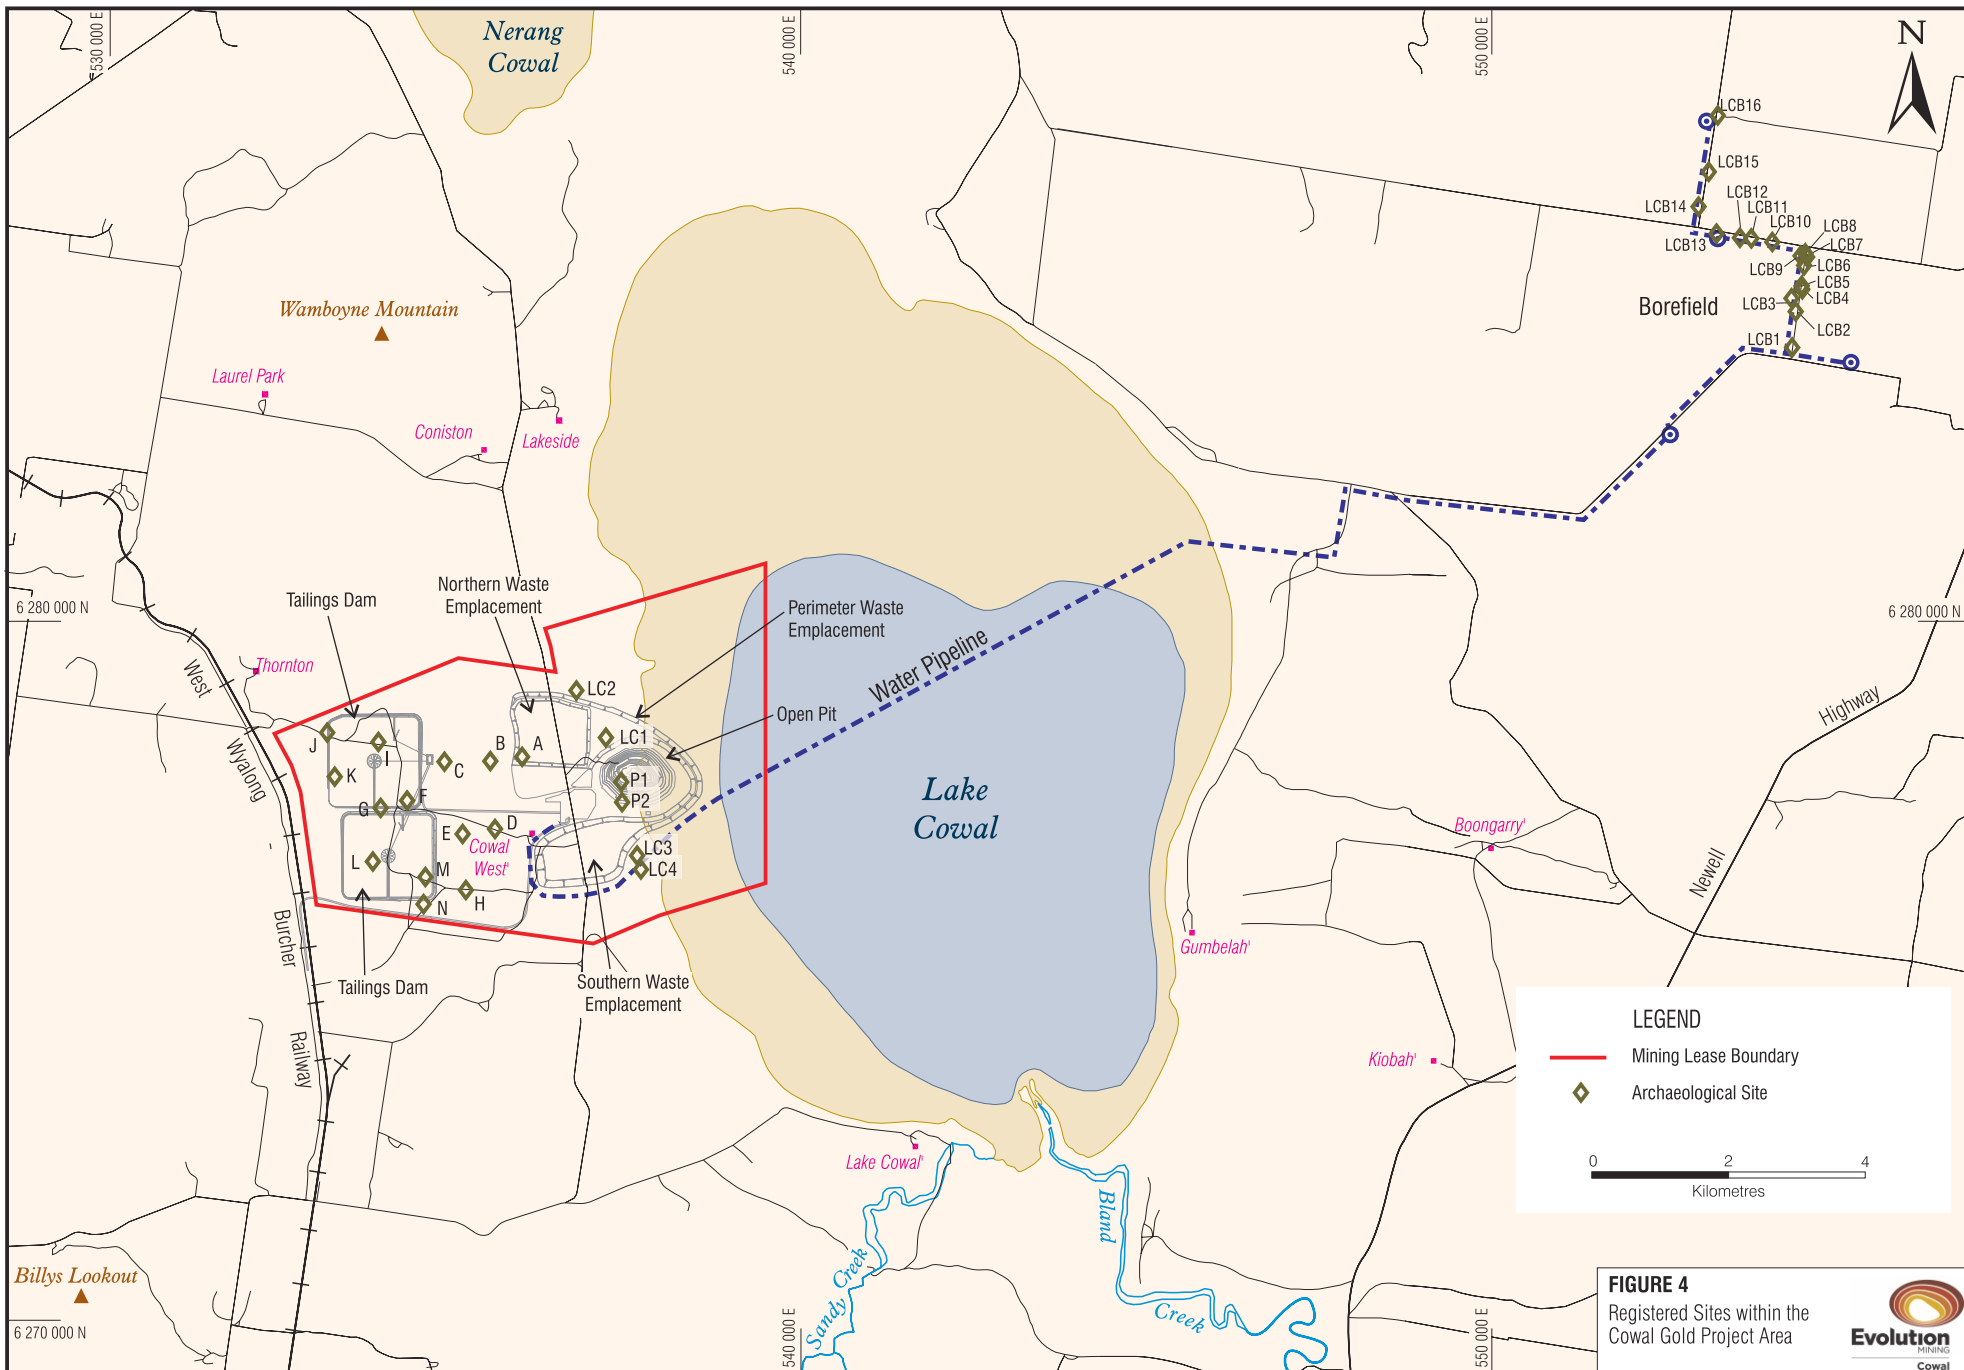 530 000 E
Nerang
Cowal
540 000 E
550 000 E
N
LCB16
LCB15
LCB12
LCB14
LCB11
LCB10
LCB8
LCB13
LCB7
LCB9
LCB6
LCB5
LCB3
LCB4
Borefield
LCB2
LCB1
Wamboyne Mountain
Laurel Park
Coniston
Lakeside
Tailings Dam
Northern Waste
Emplacement
Perimeter Waste
Emplacement
6 280 000 N
6 280 000 N
Water Pipeline
Thornton
West
Wyalong
Burcher
Railway
LC2
Open Pit
LC1
J
I
K
C
B
A
P1
P2
G
F
E
D
Cowal
West¹
LC3
LC4
L
M
N
H
Lake
Cowal
Highway
Newell
Boongarry¹
Gumbelah¹
Tailings Dam
Southern Waste
Emplacement
Kiobah¹
Lake Cowal¹
Sandy Creek
Bland
Creek
Billys Lookout
6 270 000 N
540 000 E
550 000 E
LEGEND
Mining Lease Boundary
Archaeological Site
0 2 4
Kilometres
FIGURE 4
Registered Sites within the
Cowal Gold Project Area
Evolution
MINING
Cowal